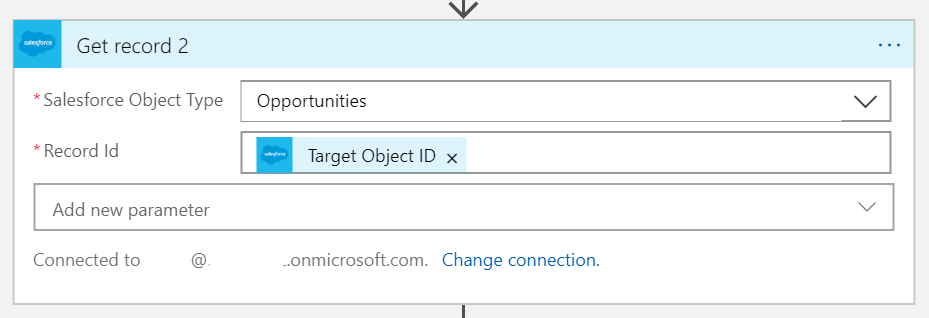 salesforce
Get record 2
...
* Salesforce Object Type
Opportunities
* Record Id
salesforce
Target Object ID ×
Add new parameter
Connected to @. ..onmicrosoft.com. Change connection.